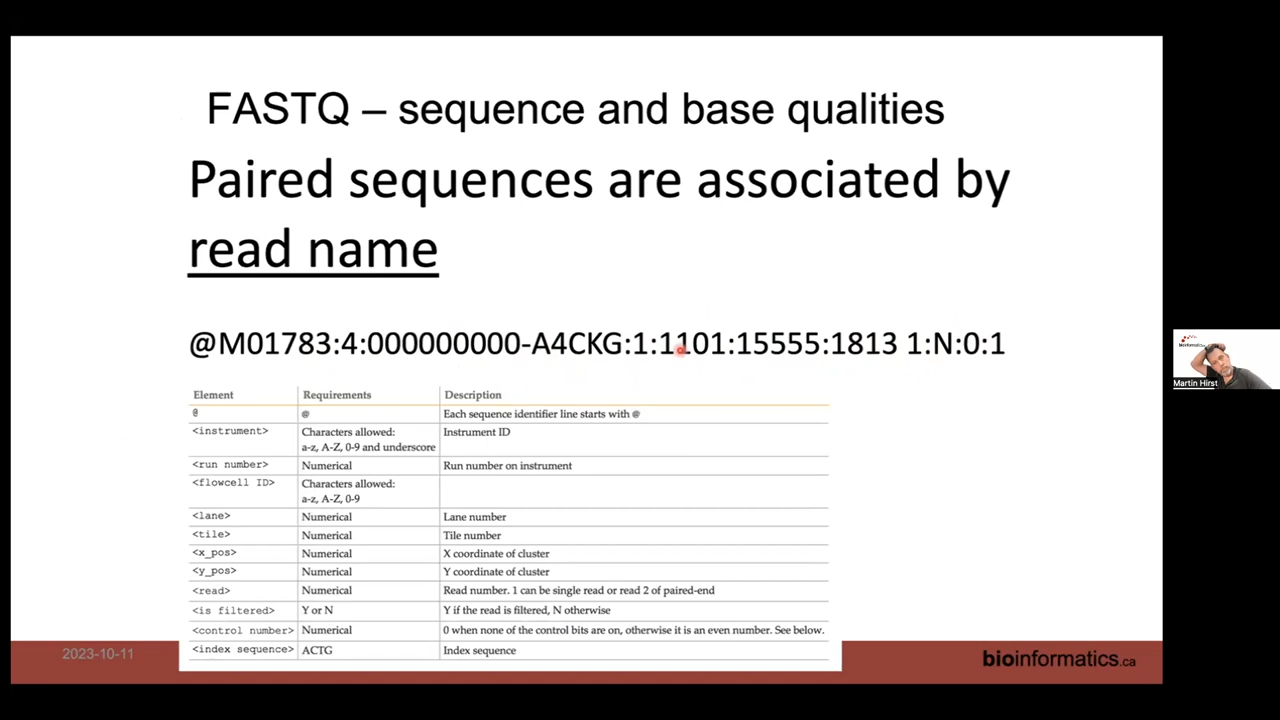 FASTQ – sequence and base qualities
Paired sequences are associated by
read name
@M01783:4:000000000-A4CKG:1:1101:15555:1813 1:N:0:1
Element Requirements Description
@ @ Each sequence identifier line starts with @
<instrument> Characters allowed: Instrument ID
a-z, A-Z, 0-9 and underscore
<run number> Numerical Run number on instrument
<flowcell ID> Characters allowed:
a-z, A-Z, 0-9
<lane> Numerical Lane number
<tile> Numerical Tile number
<x_pos> Numerical X coordinate of cluster
<y_pos> Numerical Y coordinate of cluster
<read> Numerical Read number. 1 can be single read or read 2 of paired-end
<is filtered> Y or N Y if the read is filtered, N otherwise
<control number> Numerical 0 when none of the control bits are on, otherwise it is an even number. See below.
<index sequence> ACTG Index sequence
2023-10-11
bioinformatics.ca
bioinformatics
Martin Hirst